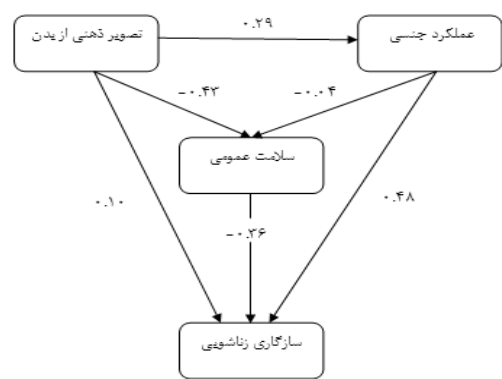 ۰.۲۹
عملکرد جنسی
تصویر ذهنی از بدن
-۰.۴۳
-۰.۰۴
سلامت عمومی
۰.۱۰
-۰.۳۶
۰.۴۸
سازگاری زناشویی